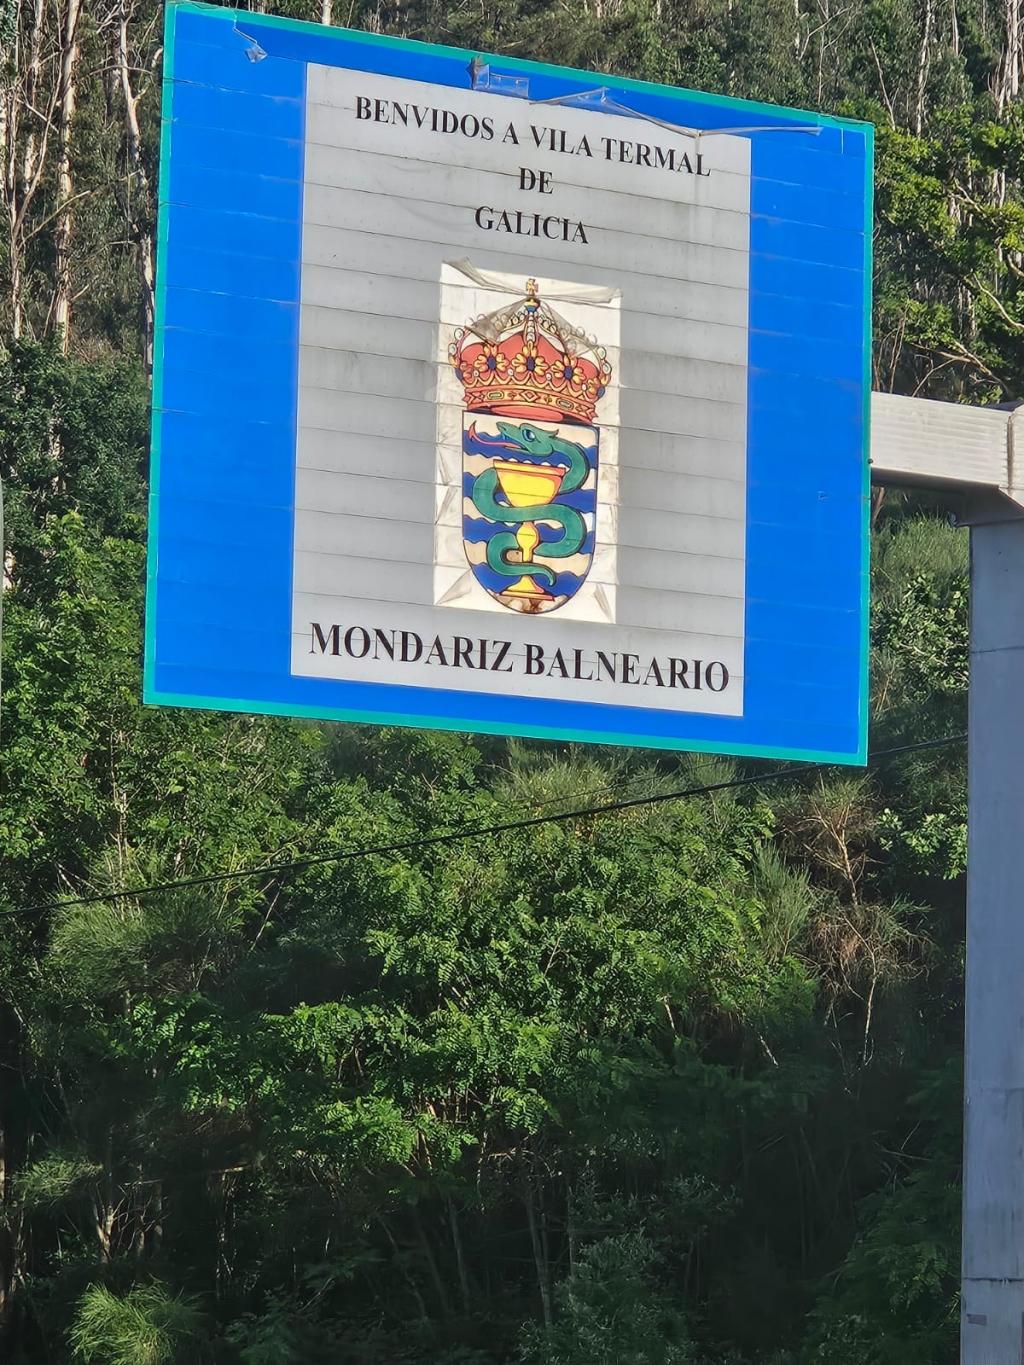 BENVIDOS A VILA TERMAL
DE
GALICIA
MONDARIZ BALNEARIO